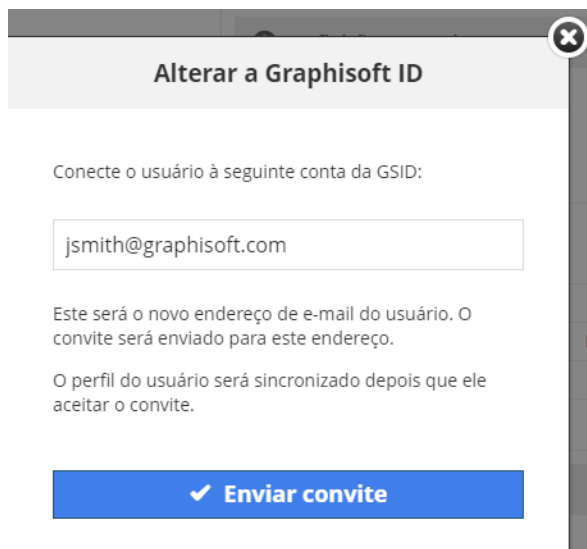 Alterar a Graphisoft ID
Conecte o usuário à seguinte conta da GSID:
jsmith@graphisoft.com
Este será o novo endereço de e-mail do usuário. O
convite será enviado para este endereço.
O perfil do usuário será sincronizado depois que ele
aceitar o convite.
Enviar convite